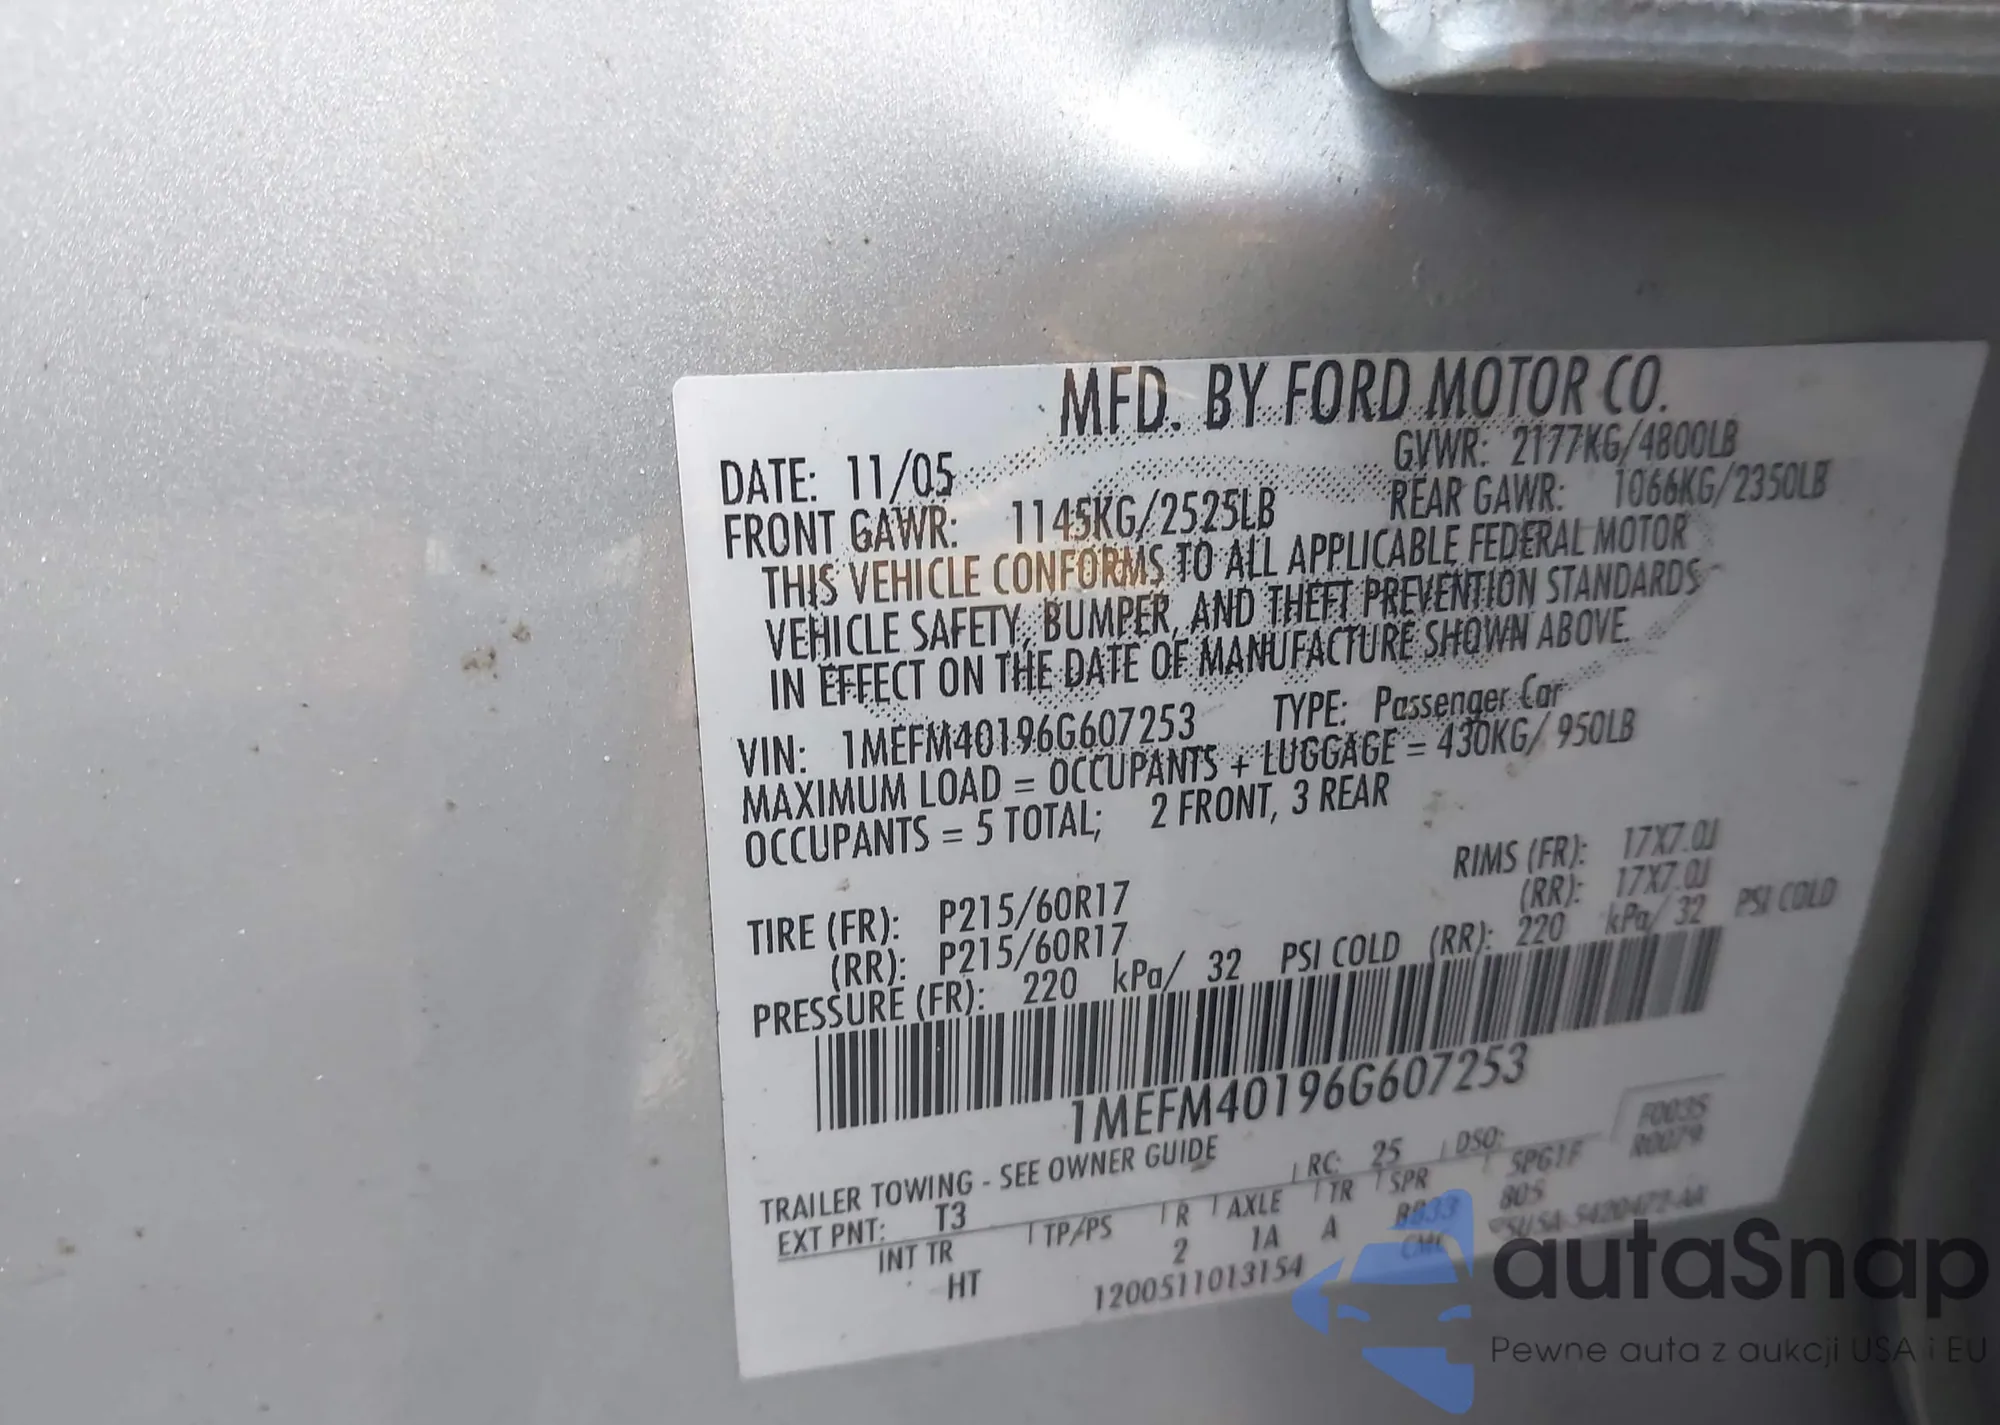 MFD. BY FORD MOTOR CO.
DATE: 11/05 GVWR: 2177KG/4800LB
FRONT GAWR: 1145KG/2525LB REAR GAWR: 1066KG/2350LB
THIS VEHICLE CONFORMS TO ALL APPLICABLE FEDERAL MOTOR
VEHICLE SAFETY, BUMPER, AND THEFT PREVENTION STANDARDS
IN EFFECT ON THE DATE OF MANUFACTURE SHOWN ABOVE.
VIN: 1MEFM40196G607253 TYPE: Passenger Car
MAXIMUM LOAD = OCCUPANTS + LUGGAGE = 430KG/ 950LB
OCCUPANTS = 5 TOTAL; 2 FRONT, 3 REAR
TIRE (FR): P215/60R17 RIMS (FR): 17X7.0J
(RR): P215/60R17 (RR): 17X7.0J
PRESSURE (FR): 220 kPa/ 32 PSI COLD (RR): 220 kPa/ 32 PSI COLD
1MEFM40196G607253
F0035
R0079
TRAILER TOWING - SEE OWNER GUIDE RC: 25 DSO:
EXT PNT: T3 SPG1F
INT TR TP/PS R AXLE TR SPR 805
HT 2 1A A BB33
1200511013154
autaSnap
Pewne auta z aukcji USA i EU